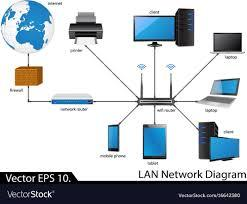 internet
printer
client
laptop
firewall
network router
wifi router
laptop
mobile phone
tablet
client
LAN Network Diagram
Vector EPS 10.
VectorStock
VectorStock.com/16642380